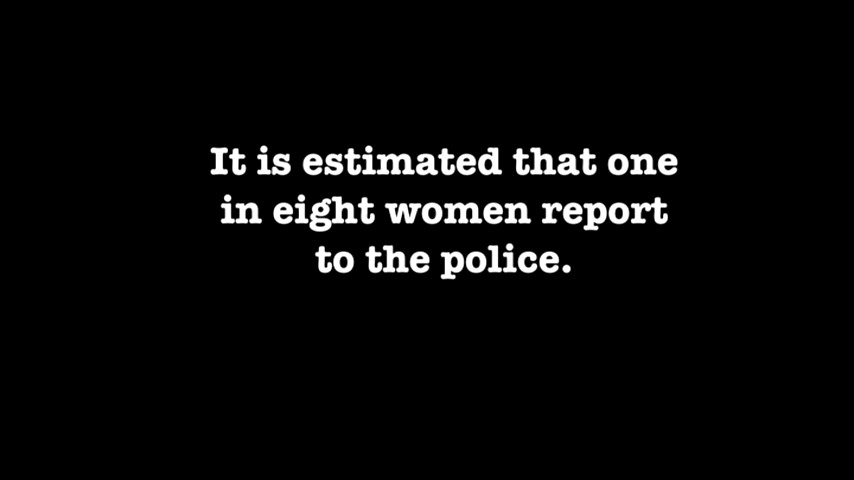 It is estimated that one
in eight women report
to the police.